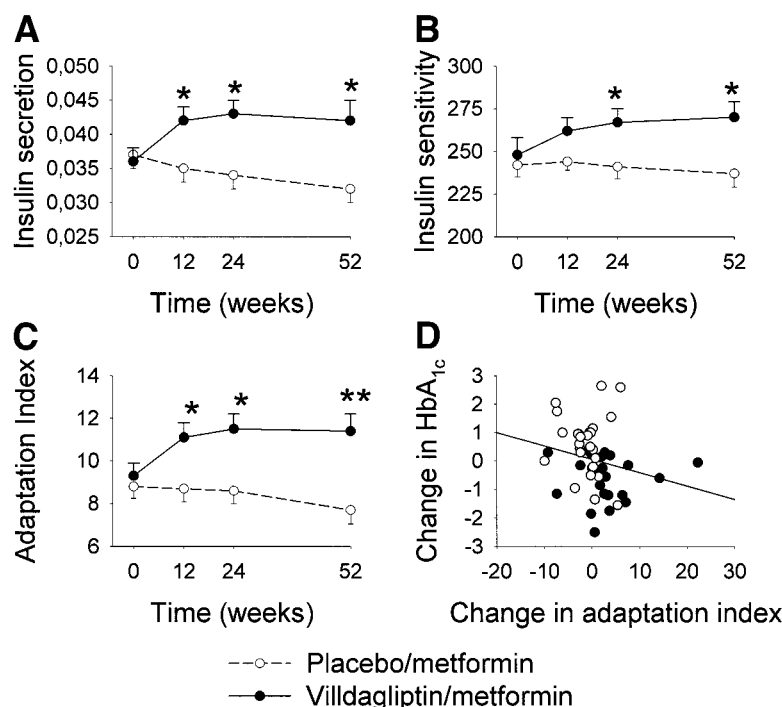 A
Insulin secretion
0,050
0,045
0,040
0,035
0,030
0,025
* * *
0 12 24 52
Time (weeks)
B
Insulin sensitivity
300
275
250
225
200
* *
0 12 24 52
Time (weeks)
C
Adaptation Index
14
12
10
8
6
* * **
0 12 24 52
Time (weeks)
D
Change in HbA1c
3
2
1
0
-1
-2
-3
-20 -10 0 10 20 30
Change in adaptation index
Placebo/metformin
Villdagliptin/metformin